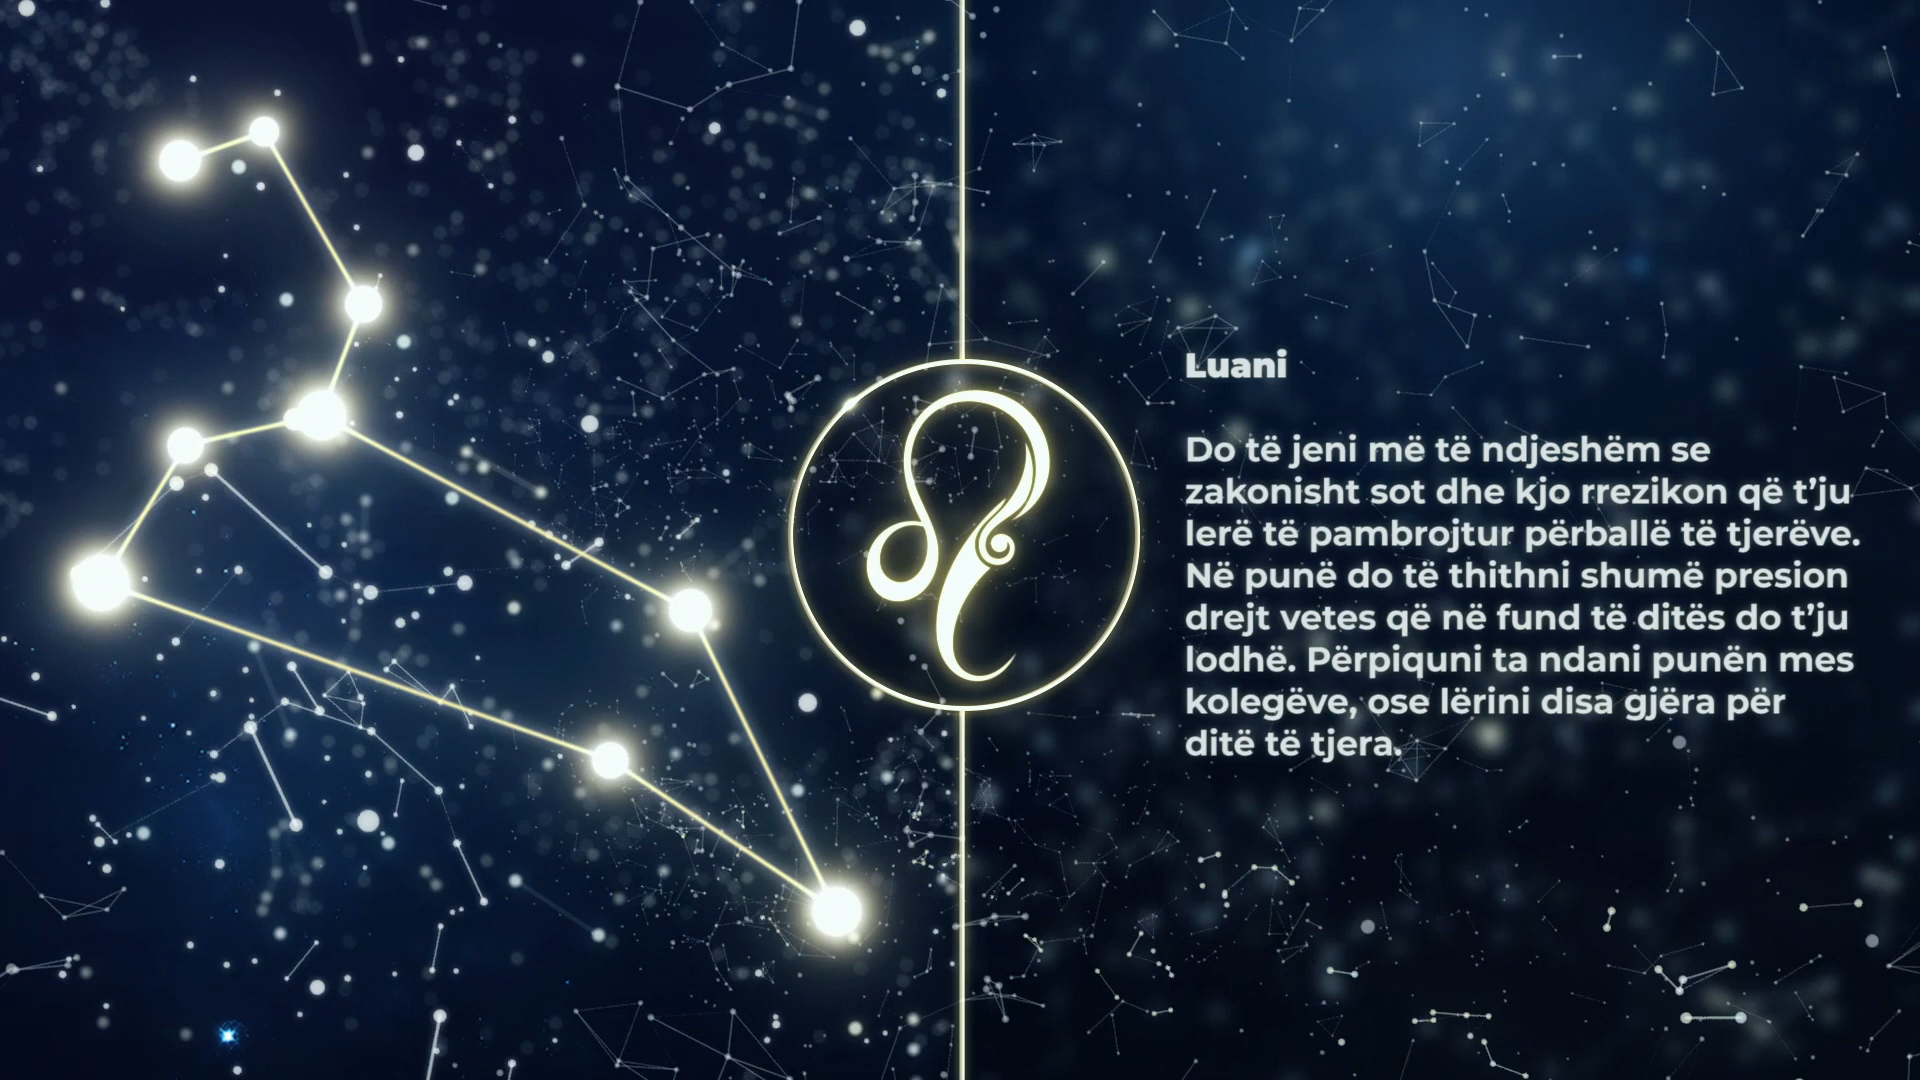 Luani
Do të jeni më të ndjeshëm se
zakonisht sot dhe kjo rrezikon që t’ju
lerë të pambrojtur përballë të tjerëve.
Në punë do të thithni shumë presion
drejt vetes që në fund të ditës do t’ju
lodhë. Përpiquni ta ndani punën mes
kolegëve, ose lërini disa gjëra për
ditë të tjera.